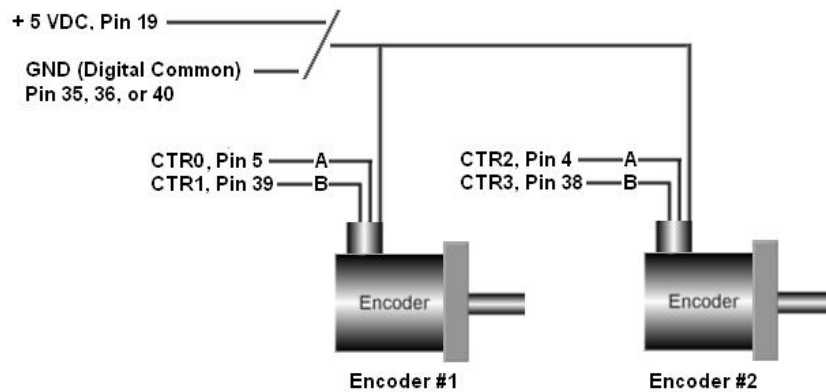 + 5 VDC, Pin 19
GND (Digital Common)
Pin 35, 36, or 40
CTR0, Pin 5 A
CTR1, Pin 39 B
CTR2, Pin 4 A
CTR3, Pin 38 B
Encoder
Encoder
Encoder #1
Encoder #2